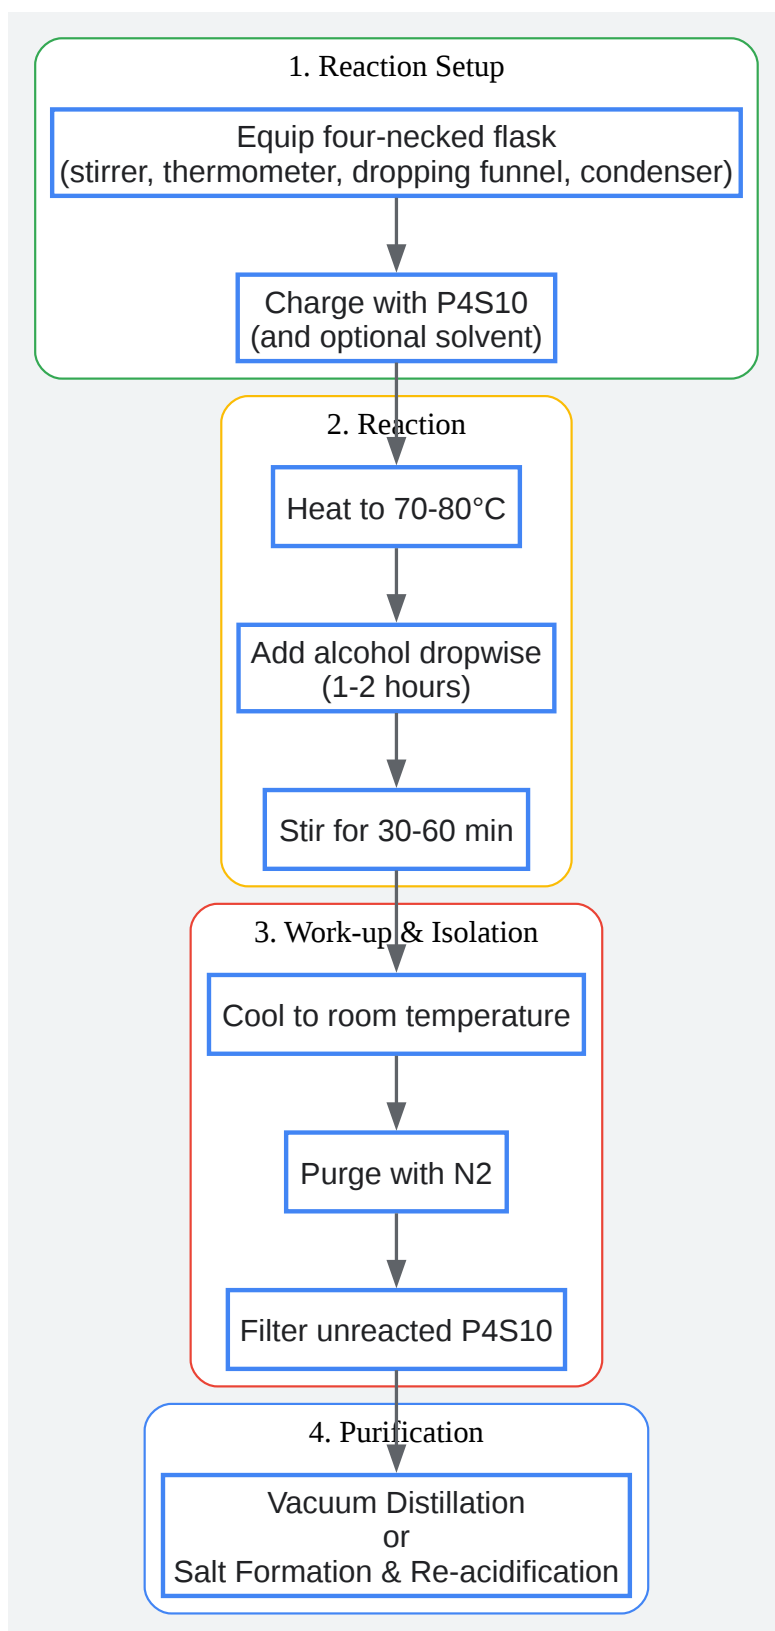 1. Reaction Setup
Equip four-necked flask
(stirrer, thermometer, dropping funnel, condenser)
Charge with P4S10
(and optional solvent)
2. Reaction
Heat to 70-80°C
Add alcohol dropwise
(1-2 hours)
Stir for 30-60 min
3. Work-up & Isolation
Cool to room temperature
Purge with N2
Filter unreacted P4S10
4. Purification
Vacuum Distillation
or
Salt Formation & Re-acidification